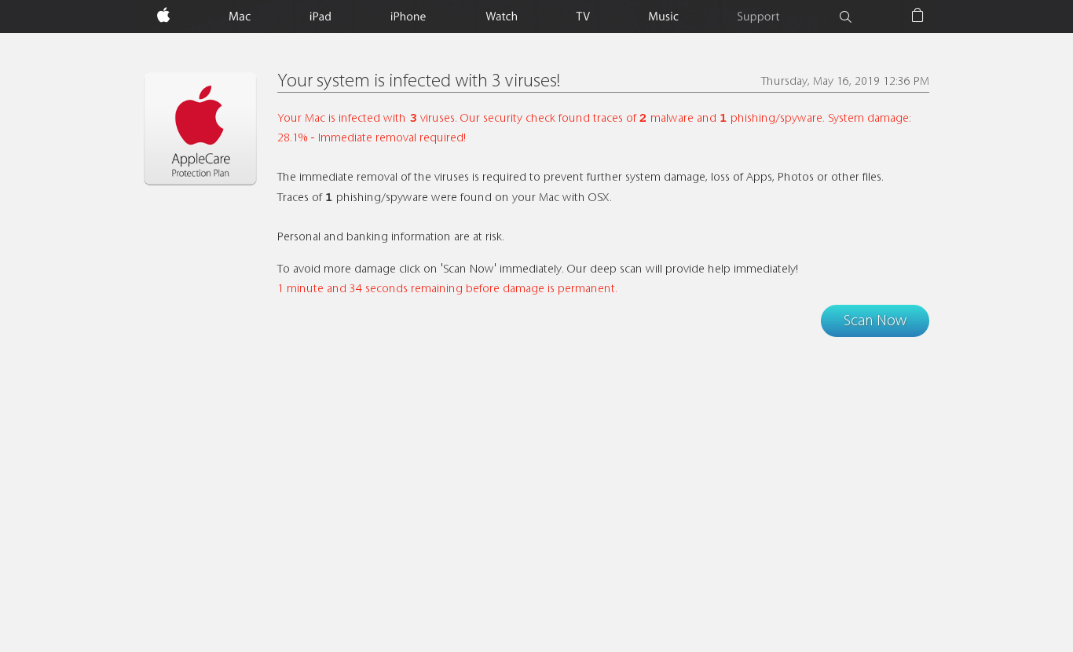 Mac iPad iPhone Watch TV Music Support
Your system is infected with 3 viruses!
Thursday, May 16, 2019 12:36 PM
Your Mac is infected with 3 viruses. Our security check found traces of 2 malware and 1 phishing/spyware. System damage:
28.1% - Immediate removal required!
AppleCare
Protection Plan
The immediate removal of the viruses is required to prevent further system damage, loss of Apps, Photos or other files.
Traces of 1 phishing/spyware were found on your Mac with OSX.
Personal and banking information are at risk.
To avoid more damage click on 'Scan Now' immediately. Our deep scan will provide help immediately!
1 minute and 34 seconds remaining before damage is permanent.
Scan Now